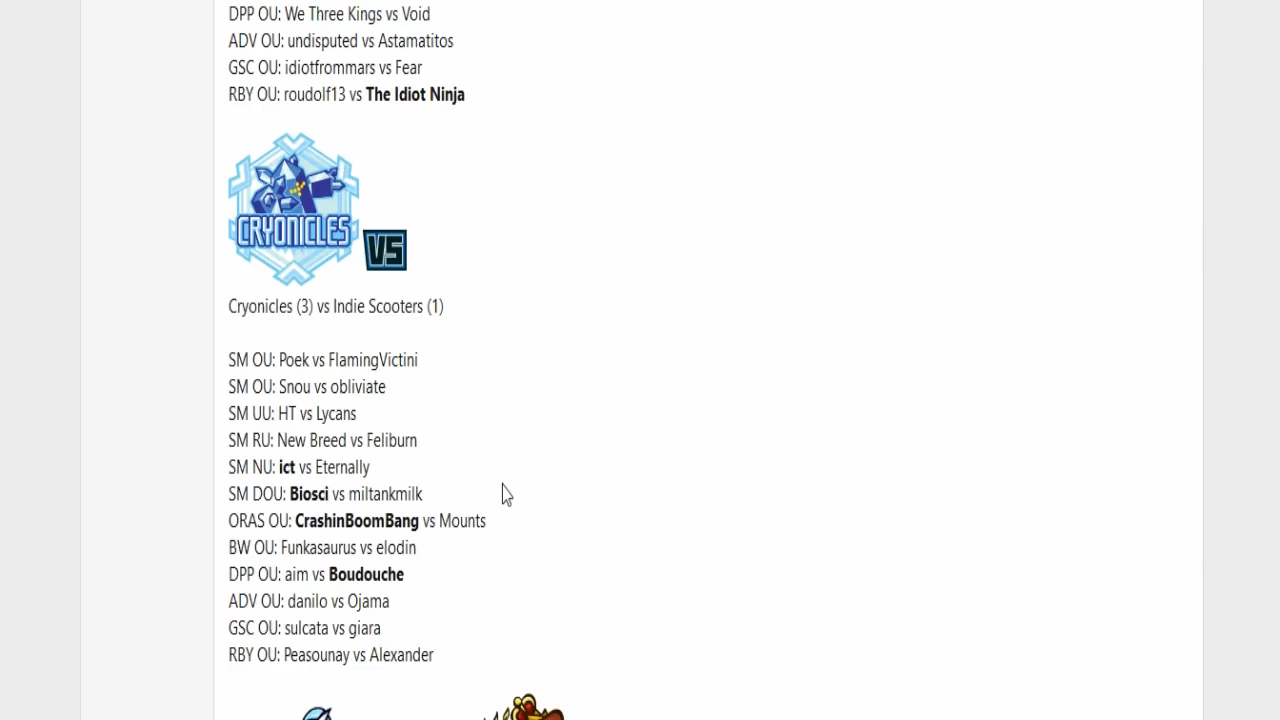 DPP OU: We Three Kings vs Void
ADV OU: undisputed vs Astamatitos
GSC OU: idiotfrommars vs Fear
RBY OU: roudolf13 vs The Idiot Ninja
CRYONICLES
VS
Cryonicles (3) vs Indie Scooters (1)
SM OU: Poek vs FlamingVictini
SM OU: Snou vs obliviate
SM UU: HT vs Lycans
SM RU: New Breed vs Feliburn
SM NU: ict vs Eternally
SM DOU: Biosci vs miltankmilk
ORAS OU: CrashinBoomBang vs Mounts
BW OU: Funkasaurus vs elodin
DPP OU: aim vs Boudouche
ADV OU: danilo vs Ojama
GSC OU: sulcata vs giara
RBY OU: Peasounay vs Alexander